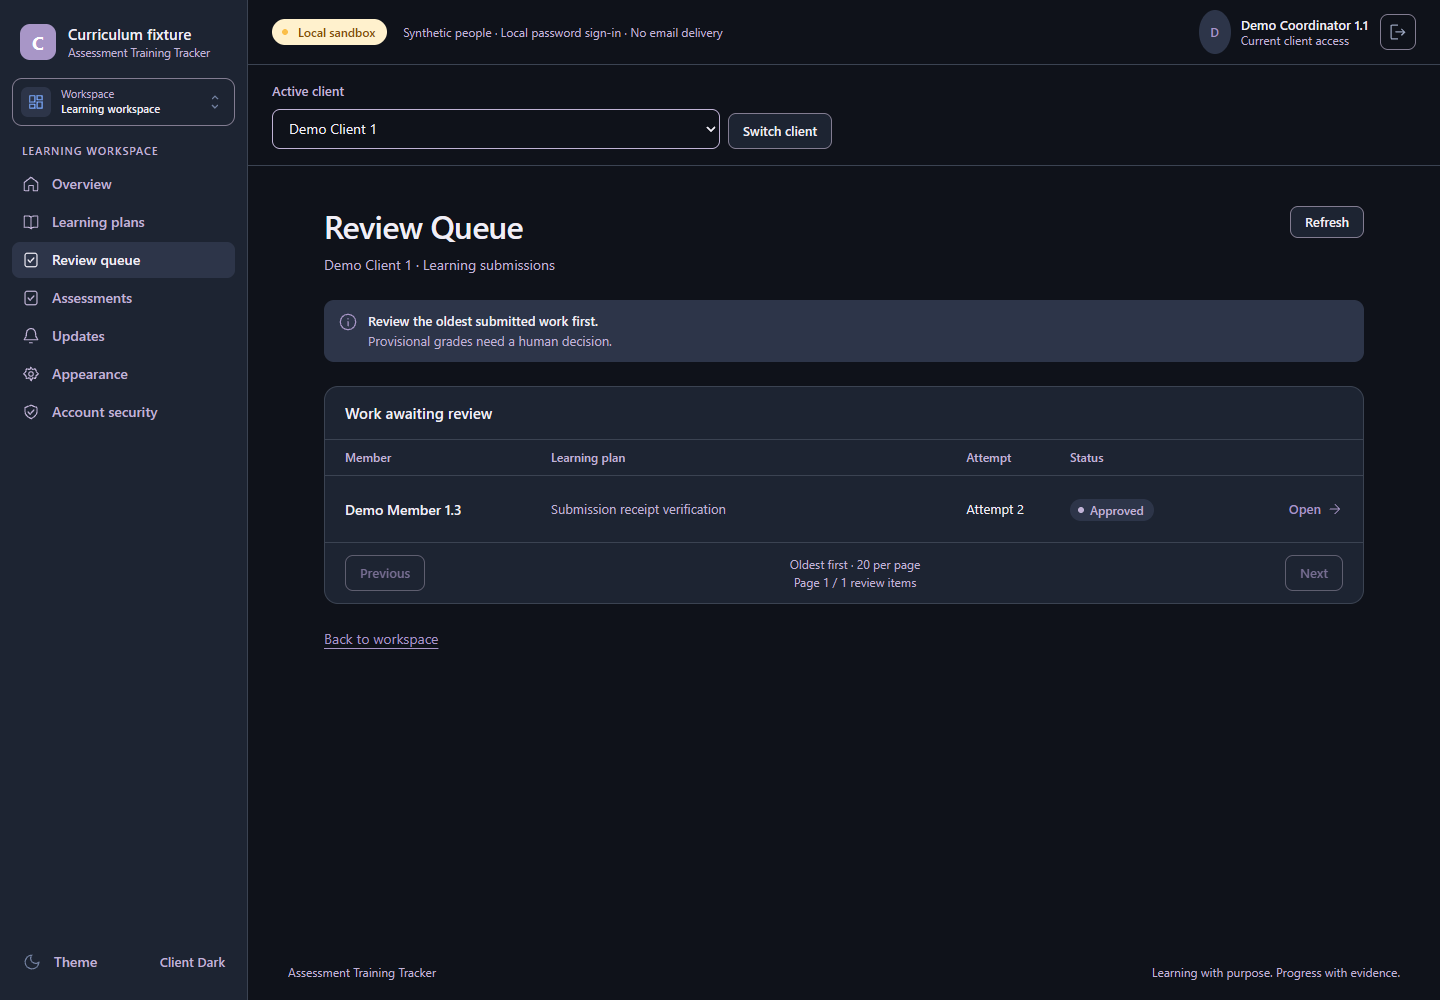 C
Curriculum fixture
Assessment Training Tracker
Workspace
Learning workspace
LEARNING WORKSPACE
Overview
Learning plans
Review queue
Assessments
Updates
Appearance
Account security
Theme
Client Dark
Local sandbox
Synthetic people · Local password sign-in · No email delivery
D
Demo Coordinator 1.1
Current client access
Active client
Demo Client 1
Switch client
Review Queue
Refresh
Demo Client 1 · Learning submissions
Review the oldest submitted work first.
Provisional grades need a human decision.
Work awaiting review
Member Learning plan Attempt Status
Demo Member 1.3 Submission receipt verification Attempt 2 Approved Open
Previous
Oldest first · 20 per page
Page 1 / 1 review items
Next
Back to workspace
Assessment Training Tracker
Learning with purpose. Progress with evidence.